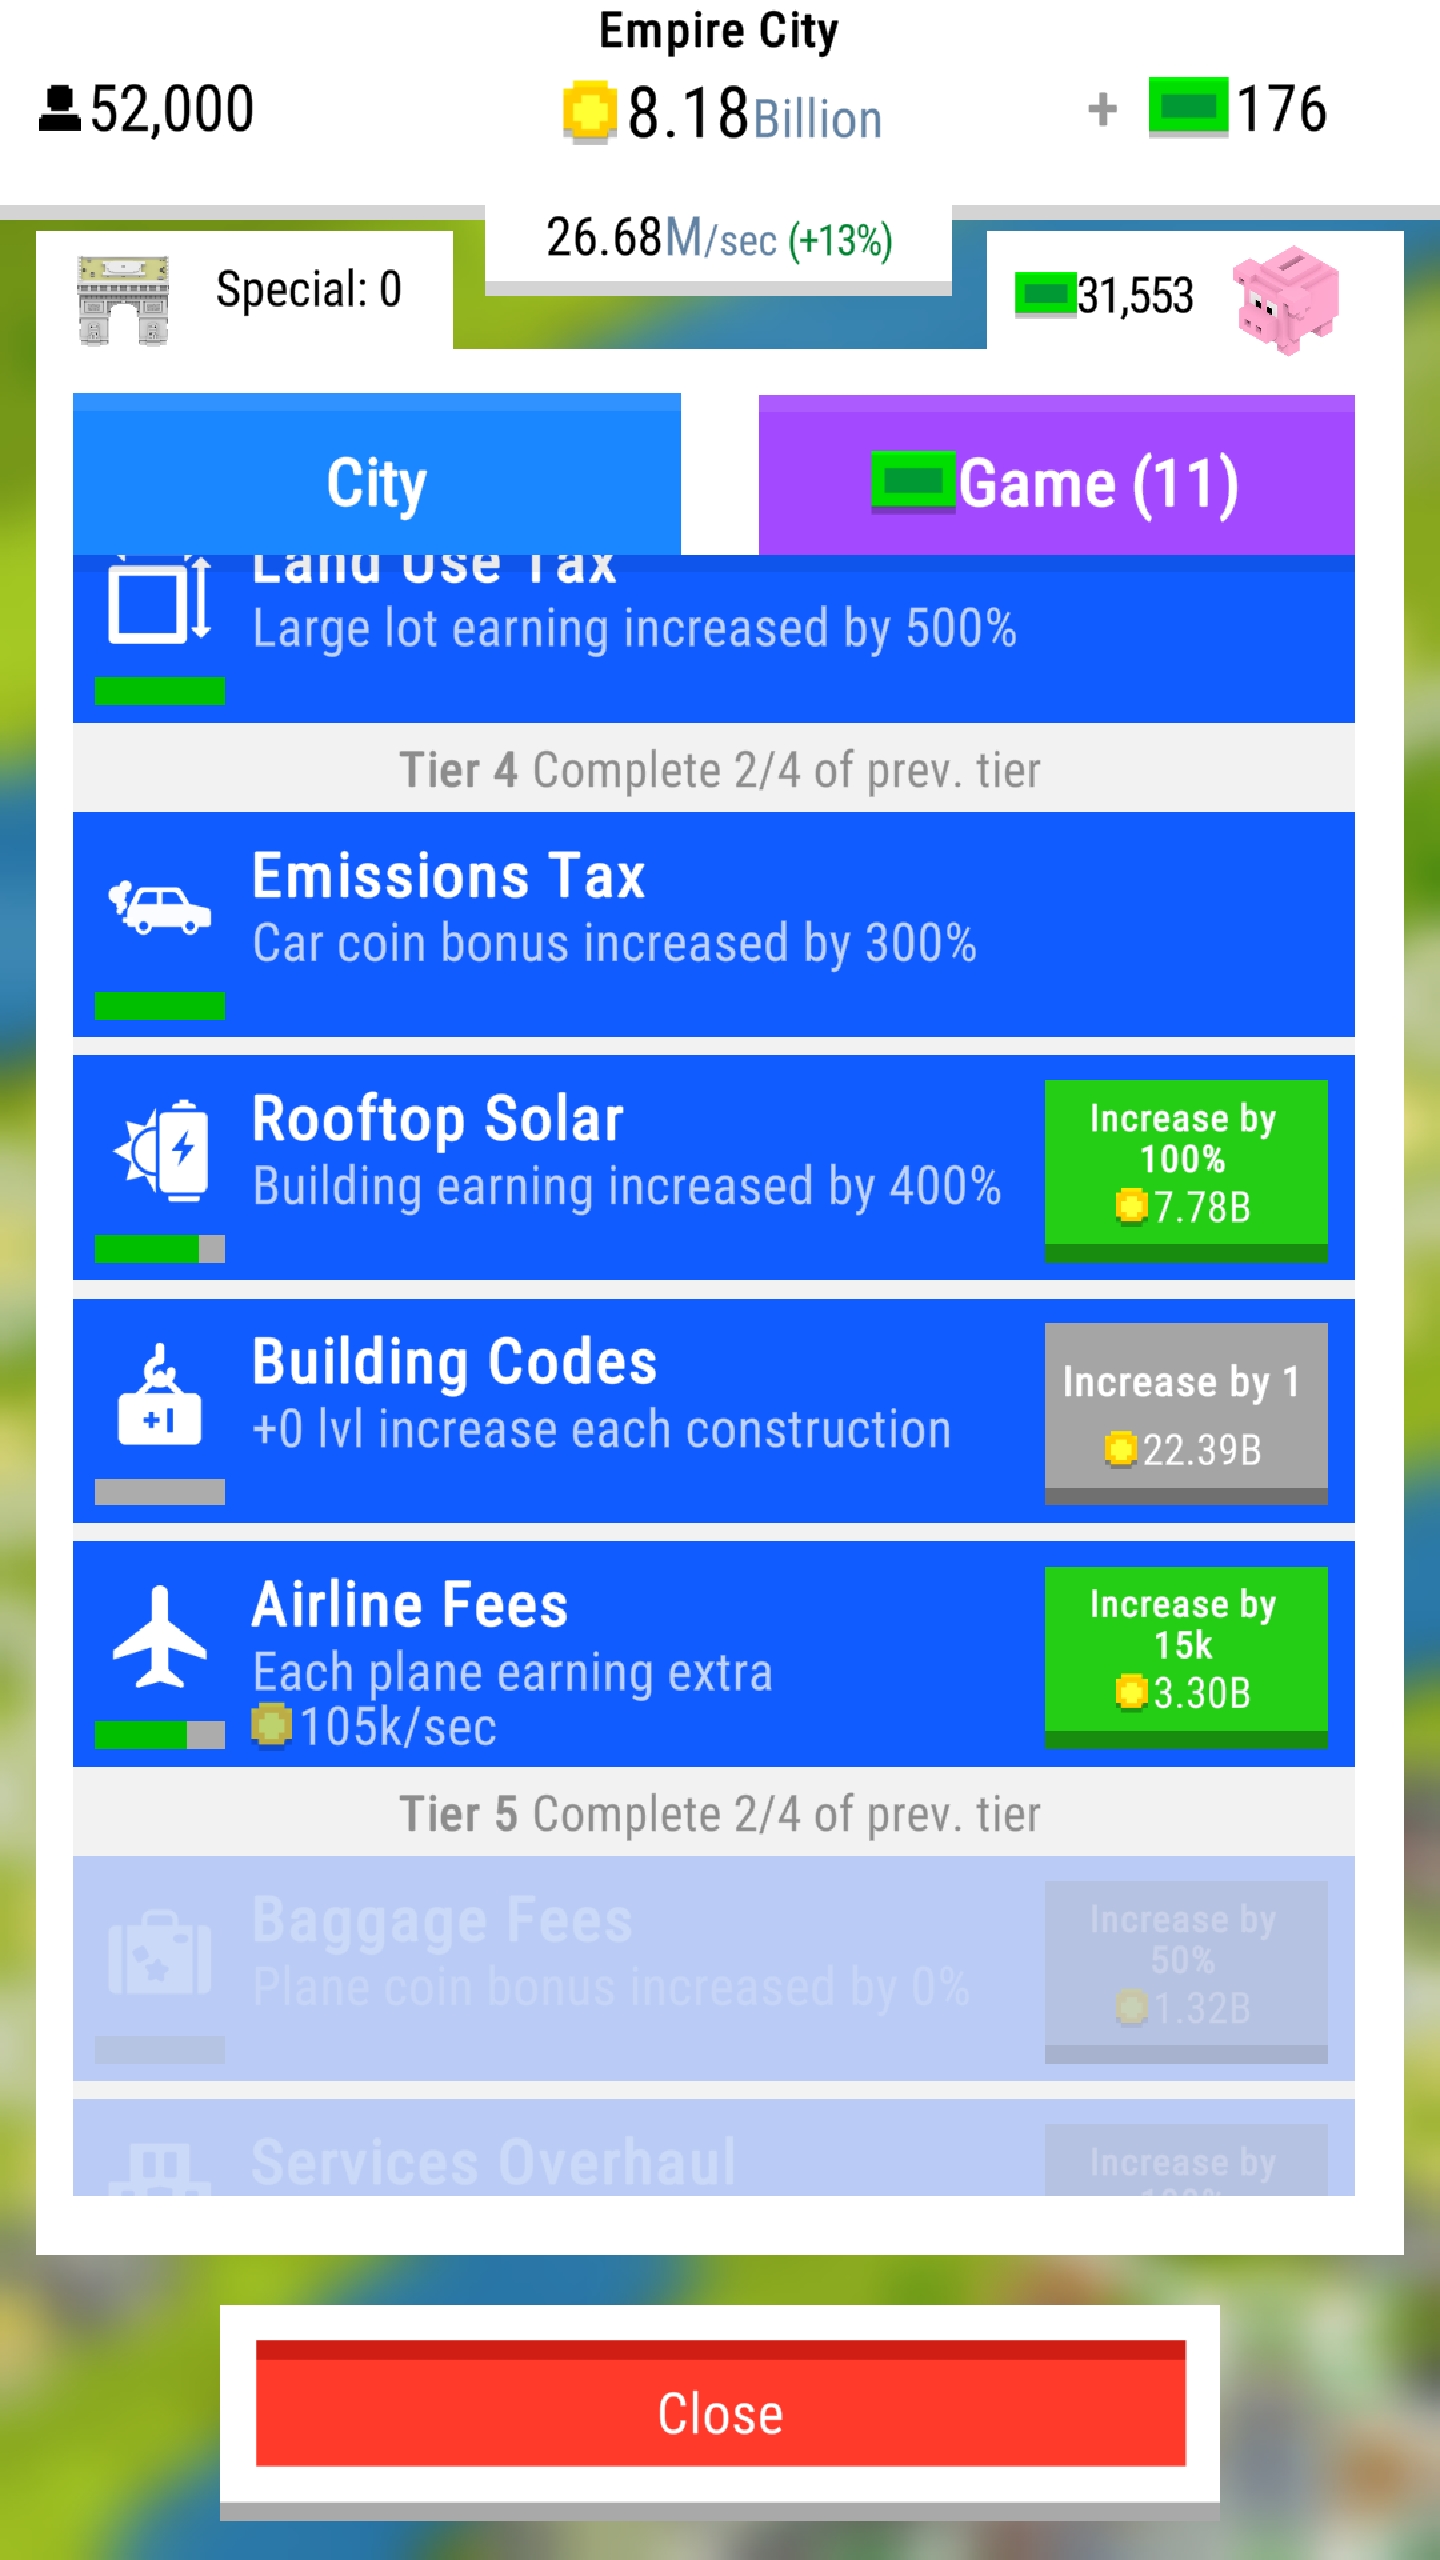 Empire City
52,000
8.18Billion
+ 176
26.68M/sec (+13%)
Special: 0
31,553
City
Game (11)
Land Use Tax
Large lot earning increased by 500%
Tier 4 Complete 2/4 of prev. tier
Emissions Tax
Car coin bonus increased by 300%
Rooftop Solar
Building earning increased by 400%
Increase by
100%
7.78B
Building Codes
+1
+0 lvl increase each construction
Increase by 1
22.39B
Airline Fees
Each plane earning extra
105k/sec
Increase by
15k
3.30B
Tier 5 Complete 2/4 of prev. tier
Baggage Fees
Plane coin bonus increased by 0%
Increase by
50%
1.32B
Services Overhaul
Increase by
100%
Close